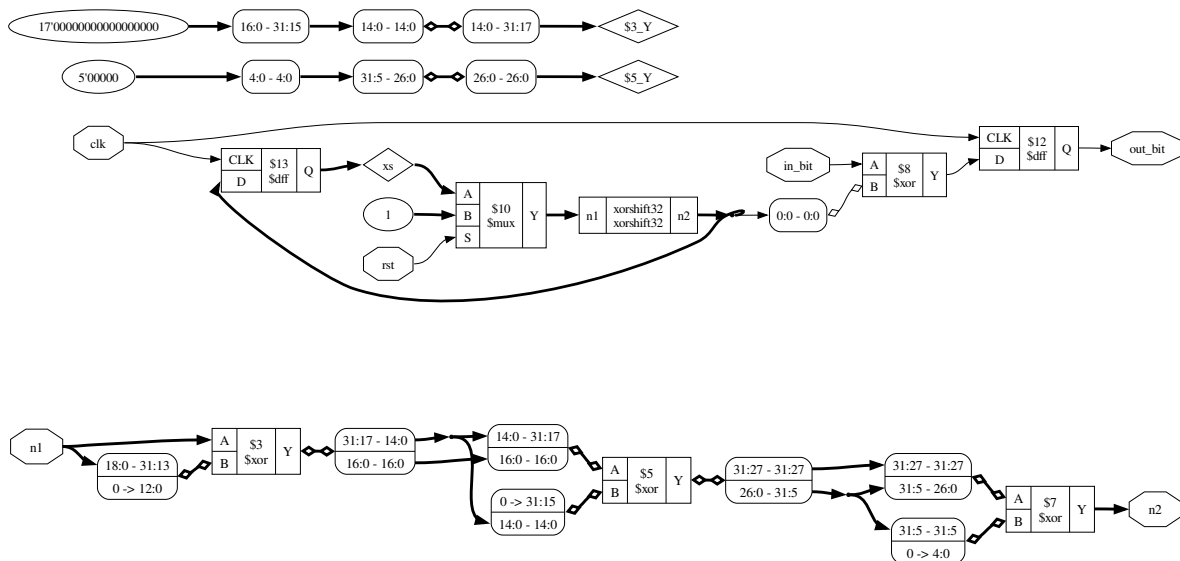 17'00000000000000000
16:0 - 31:15
14:0 - 14:0
14:0 - 31:17
$3_Y
5'00000
4:0 - 4:0
31:5 - 26:0
26:0 - 26:0
$5_Y
clk
CLK
D
$13
$dff
Q
xs
1
rst
A
B
S
$10
$mux
Y
n1
xorshift32
xorshift32
n2
0:0 - 0:0
in_bit
A
B
$8
$xor
Y
CLK
D
$12
$dff
Q
out_bit
n1
18:0 - 31:13
0 -> 12:0
A
B
$3
$xor
Y
31:17 - 14:0
16:0 - 16:0
14:0 - 31:17
16:0 - 16:0
0 -> 31:15
14:0 - 14:0
A
B
$5
$xor
Y
31:27 - 31:27
26:0 - 31:5
31:27 - 31:27
31:5 - 26:0
31:5 - 31:5
0 -> 4:0
A
B
$7
$xor
Y
n2